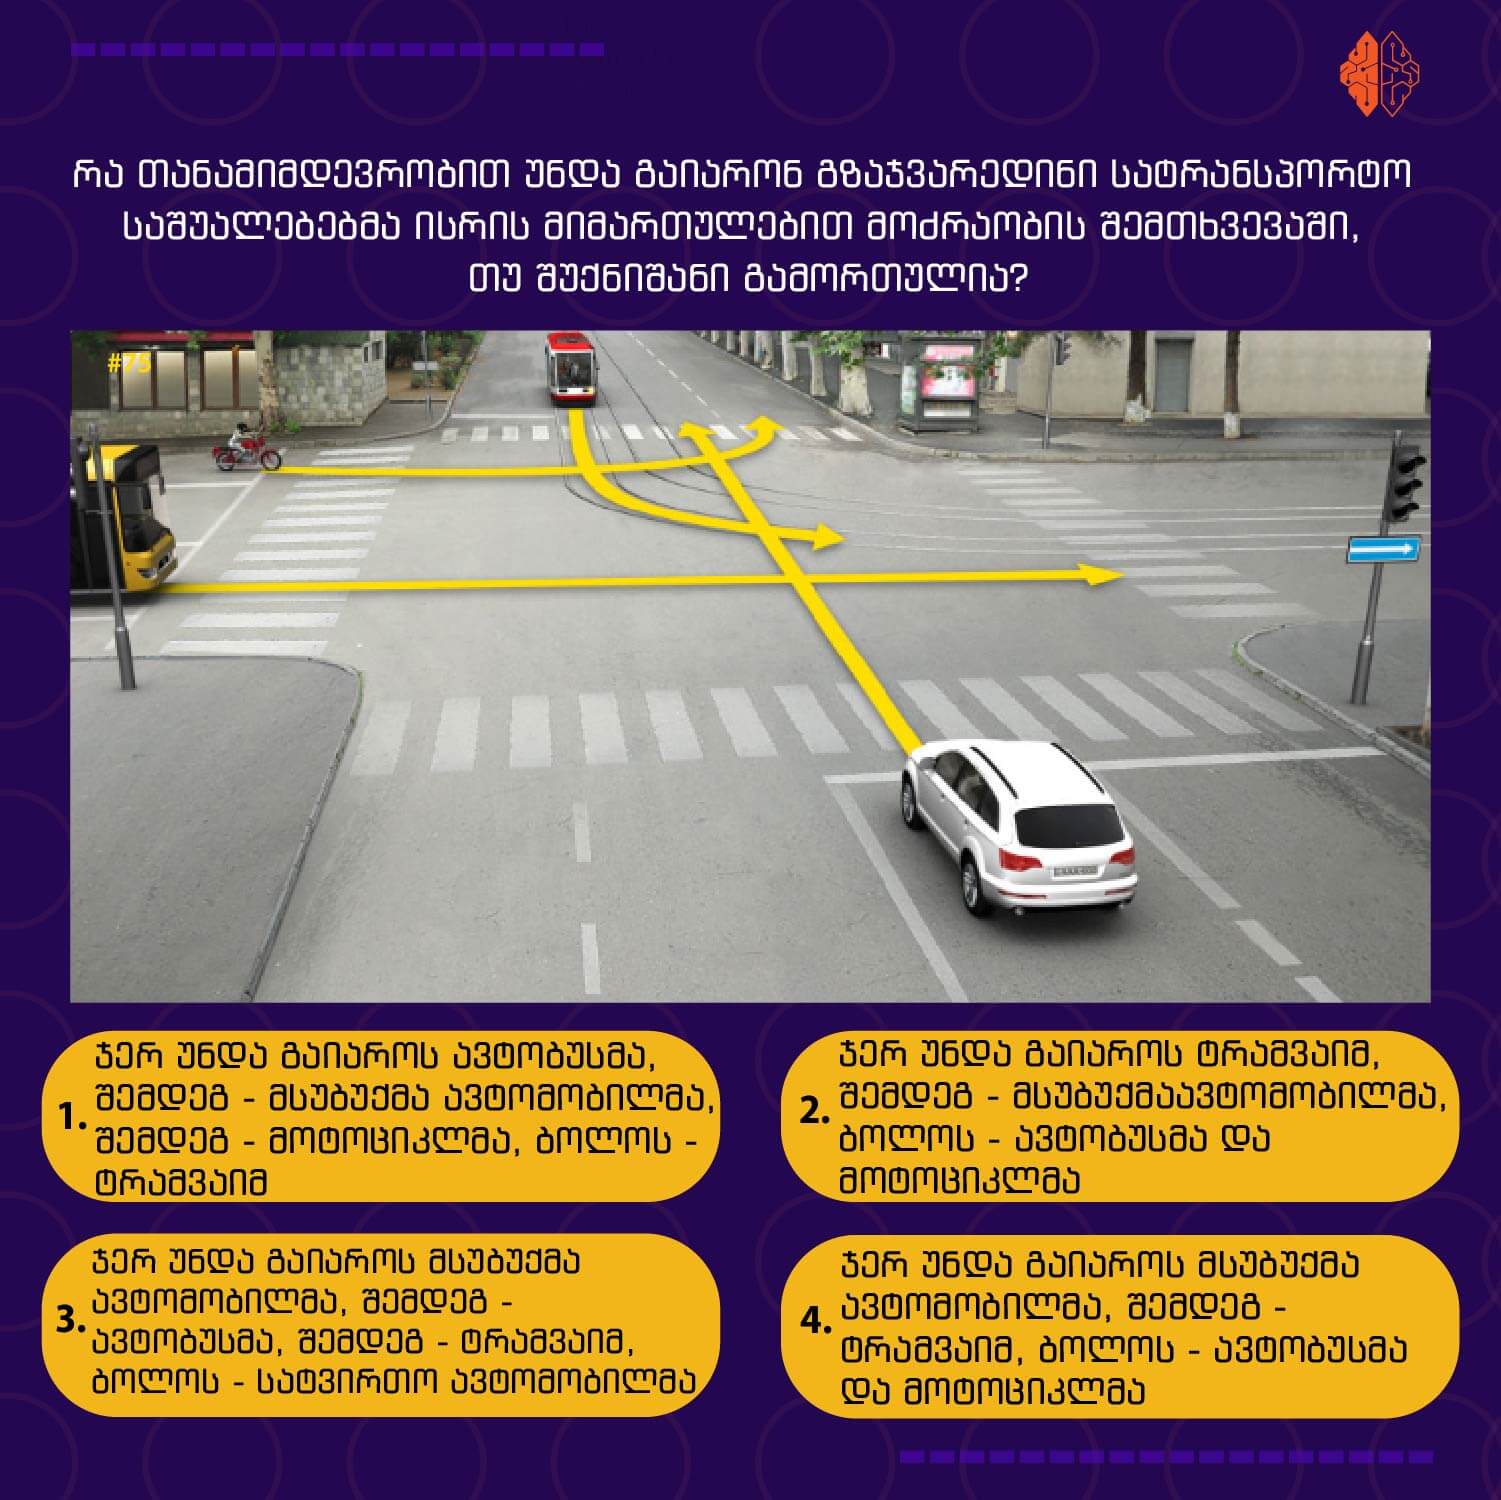 რა თანამიმდევრობით უნდა გაიარონ გზაჯვარედინი სატრანსპორტო
საშუალებებმა ისრის მიმართულებით მოძრაობის შემთხვევაში,
თუ შუქნიშანი გამორთულია?
#75
1. ჯერ უნდა გაიაროს ავტობუსმა,
შემდეგ - მსუბუქმა ავტომობილმა,
შემდეგ - მოტოციკლმა, ბოლოს -
ტრამვაიმ
2. ჯერ უნდა გაიაროს ტრამვაიმ,
შემდეგ - მსუბუქმაავტომობილმა,
ბოლოს - ავტობუსმა და
მოტოციკლმა
3. ჯერ უნდა გაიაროს მსუბუქმა
ავტომობილმა, შემდეგ -
ავტობუსმა, შემდეგ - ტრამვაიმ,
ბოლოს - სატვირთო ავტომობილმა
4. ჯერ უნდა გაიაროს მსუბუქმა
ავტომობილმა, შემდეგ -
ტრამვაიმ, ბოლოს - ავტობუსმა
და მოტოციკლმა